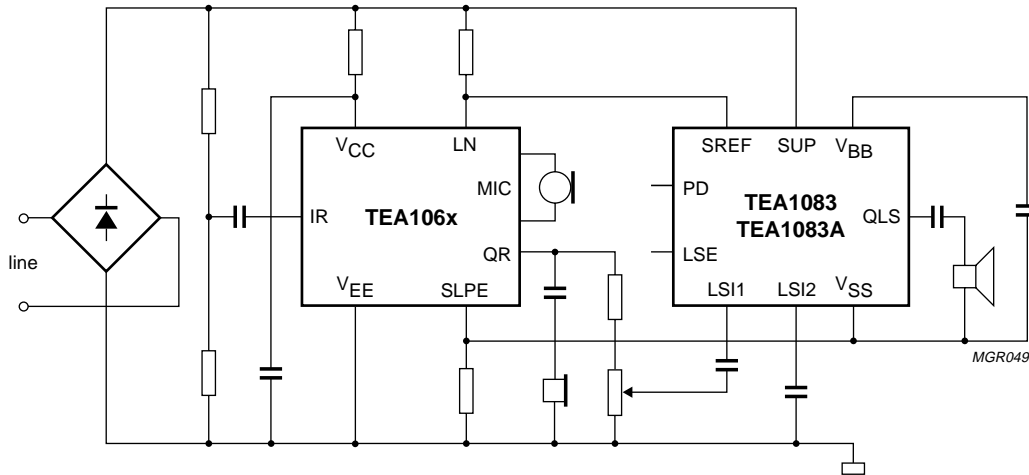 line
VCC
LN
MIC
IR
TEA106x
QR
VEE
SLPE
SREF
SUP
VBB
PD
TEA1083
TEA1083A
QLS
LSE
LSI1
LSI2
VSS
MGR049